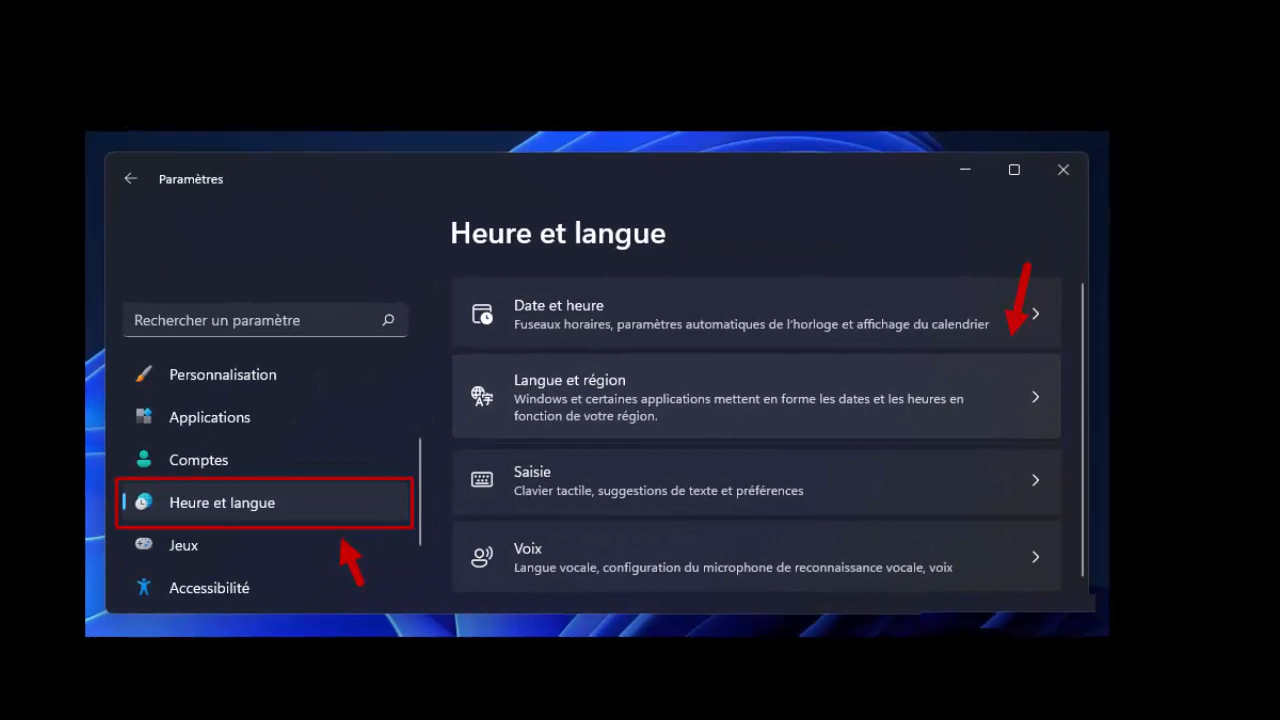 Paramètres
Heure et langue
Rechercher un paramètre
Personnalisation
Applications
Comptes
Heure et langue
Jeux
Accessibilité
Date et heure
Fuseaux horaires, paramètres automatiques de l'horloge et affichage du calendrier
Langue et région
Windows et certaines applications mettent en forme les dates et les heures en
fonction de votre région.
Saisie
Clavier tactile, suggestions de texte et préférences
Voix
Langue vocale, configuration du microphone de reconnaissance vocale, voix